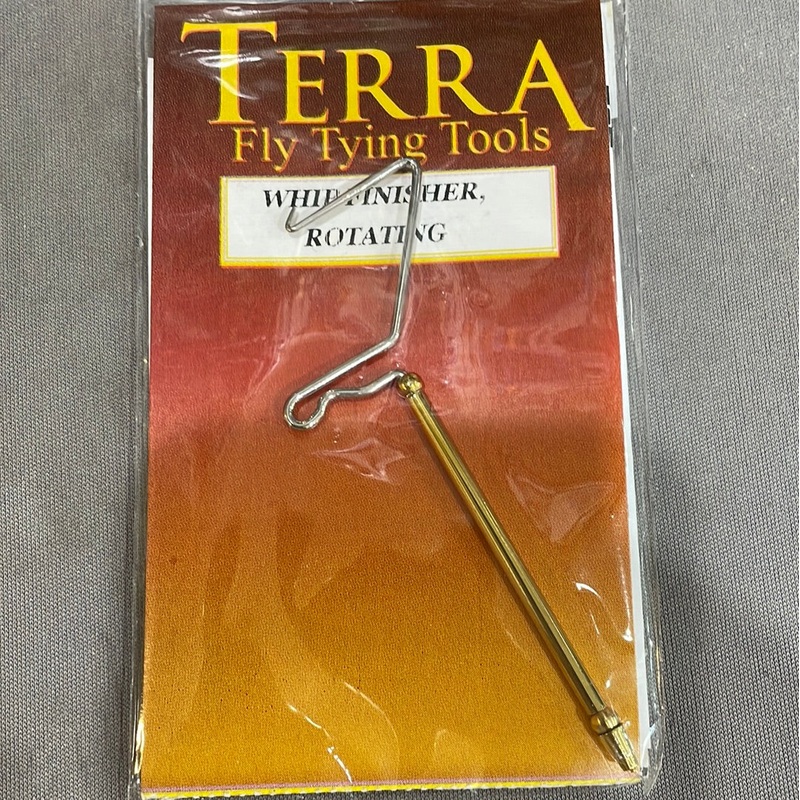 TERRA
Fly Tying Tools
WHIP FINISHER,
ROTATING